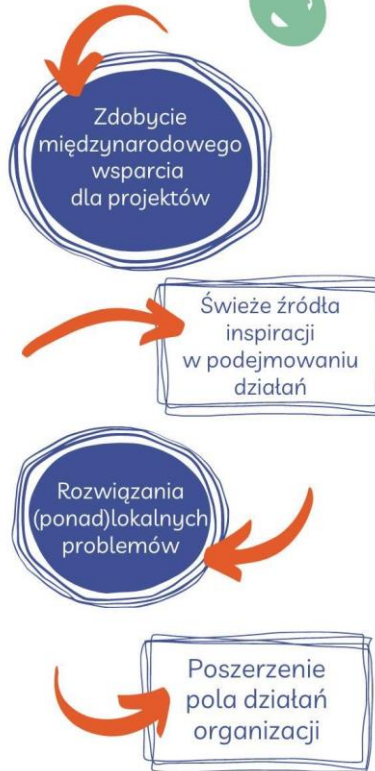 Zdobycie
międzynarodowego
wsparcia
dla projektów
Świeże źródła
inspiracji
w podejmowaniu
działań
Rozwiązania
(ponad)lokalnych
problemów
Poszerzenie
pola działań
organizacji